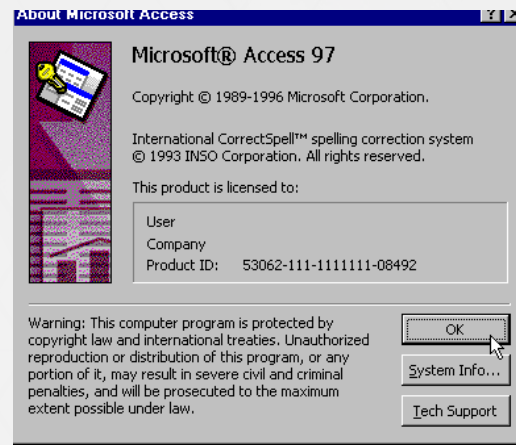 About Microsoft Access
Microsoft® Access 97
Copyright © 1989-1996 Microsoft Corporation.
International CorrectSpell™ spelling correction system
© 1993 INSO Corporation. All rights reserved.
This product is licensed to:
User
Company
Product ID: 53062-111-1111111-08492
Warning: This computer program is protected by
copyright law and international treaties. Unauthorized
reproduction or distribution of this program, or any
portion of it, may result in severe civil and criminal
penalties, and will be prosecuted to the maximum
extent possible under law.
OK
System Info...
Tech Support